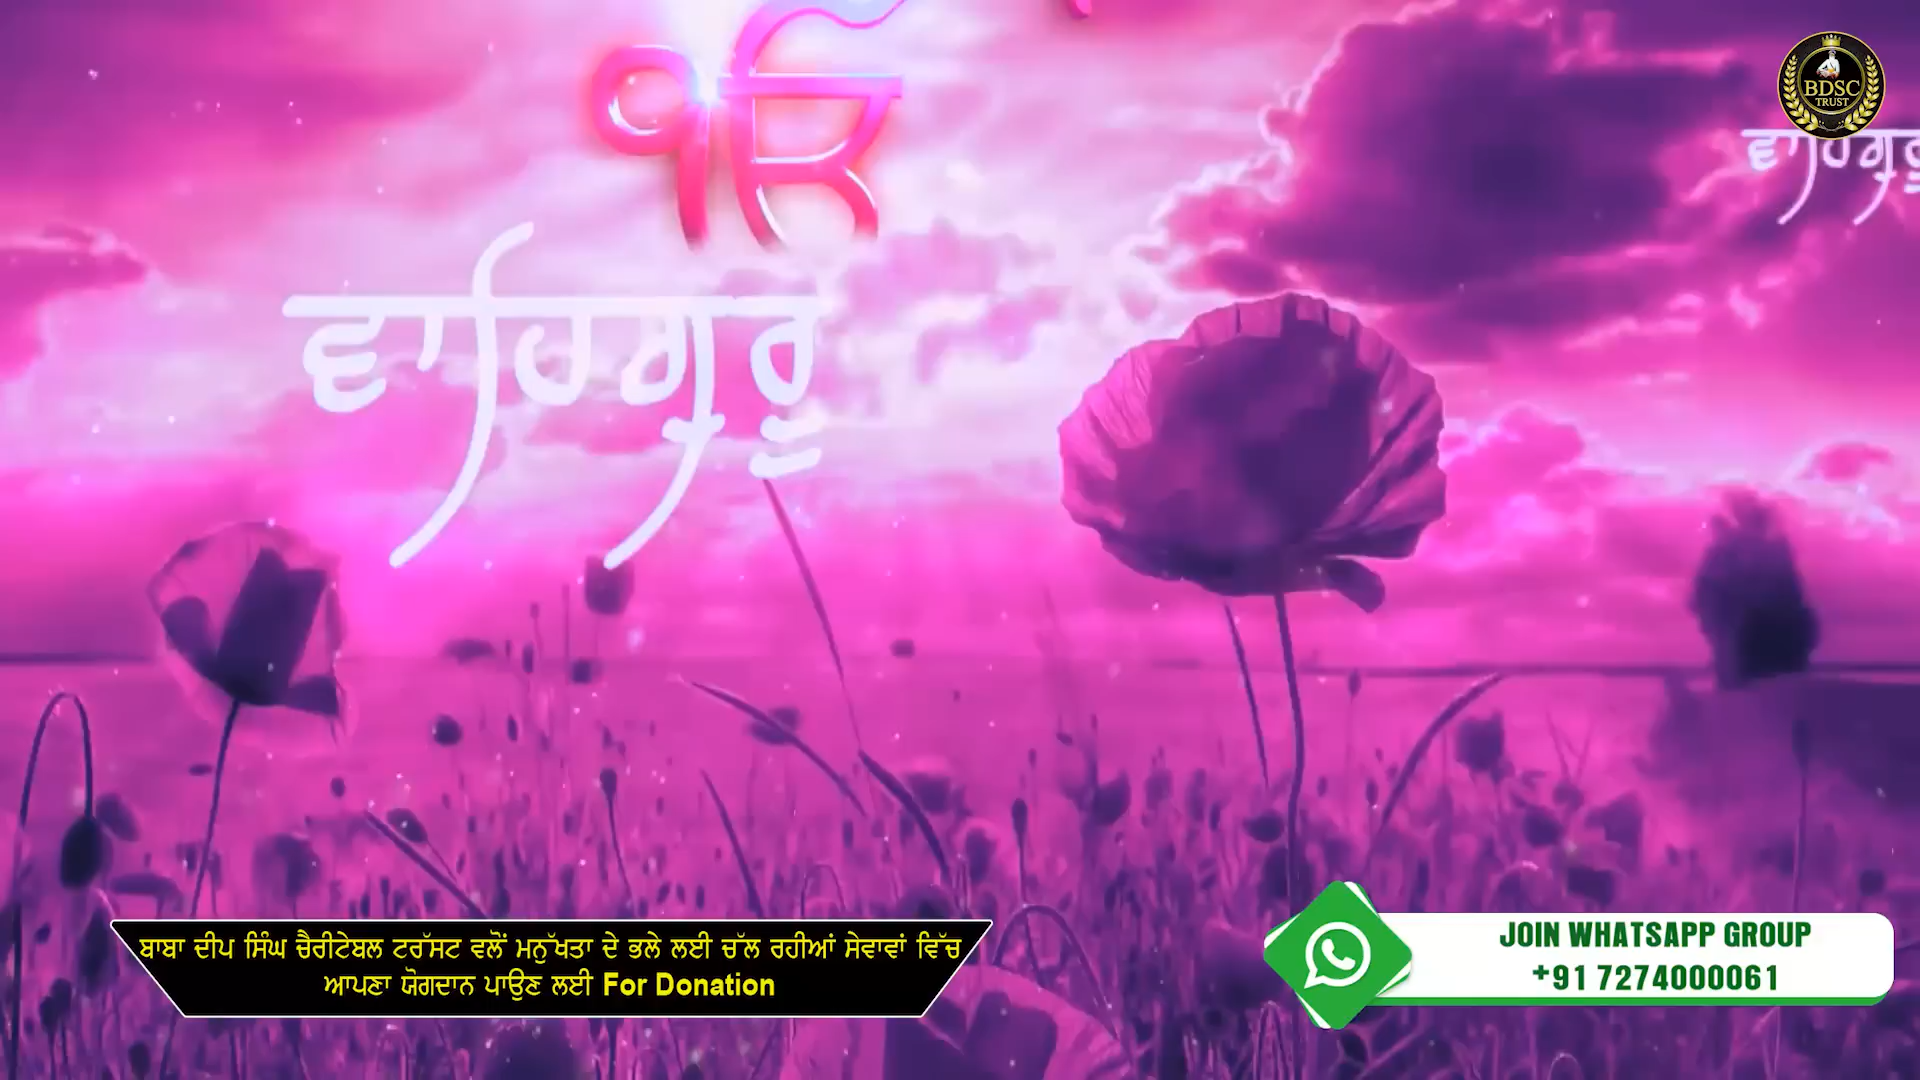 ੴ
BDSC
TRUST
ਵਾਹਿਗੁਰੂ
ਵਾਹਿਗੁਰੂ
ਬਾਬਾ ਦੀਪ ਸਿੰਘ ਚੈਰੀਟੇਬਲ ਟਰੱਸਟ ਵਲੋਂ ਮਨੁੱਖਤਾ ਦੇ ਭਲੇ ਲਈ ਚੱਲ ਰਹੀਆਂ ਸੇਵਾਵਾਂ ਵਿੱਚ
ਆਪਣਾ ਯੋਗਦਾਨ ਪਾਉਣ ਲਈ For Donation
JOIN WHATSAPP GROUP
+91 7274000061